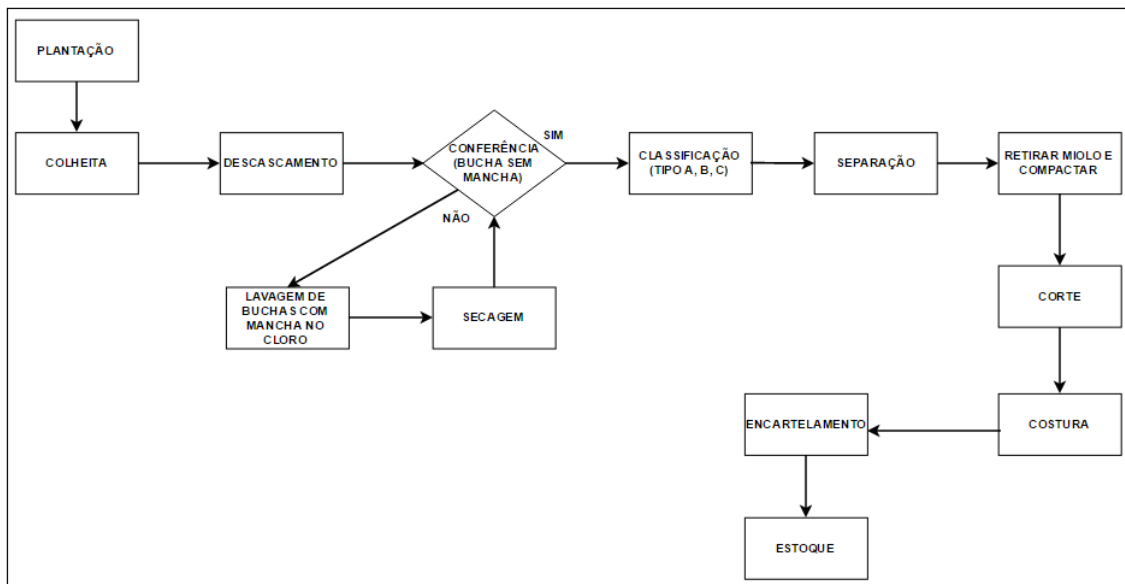 PLANTAÇÃO
COLHEITA
DESCASCAMENTO
CONFERÊNCIA
(BUCHA SEM
MANCHA)
SIM
NÃO
CLASSIFICAÇÃO
(TIPO A, B, C)
SEPARAÇÃO
RETIRAR MIOLO E
COMPACTAR
LAVAGEM DE
BUCHAS COM
MANCHA NO
CLORO
SECAGEM
CORTE
COSTURA
ENCARTELAMENTO
ESTOQUE